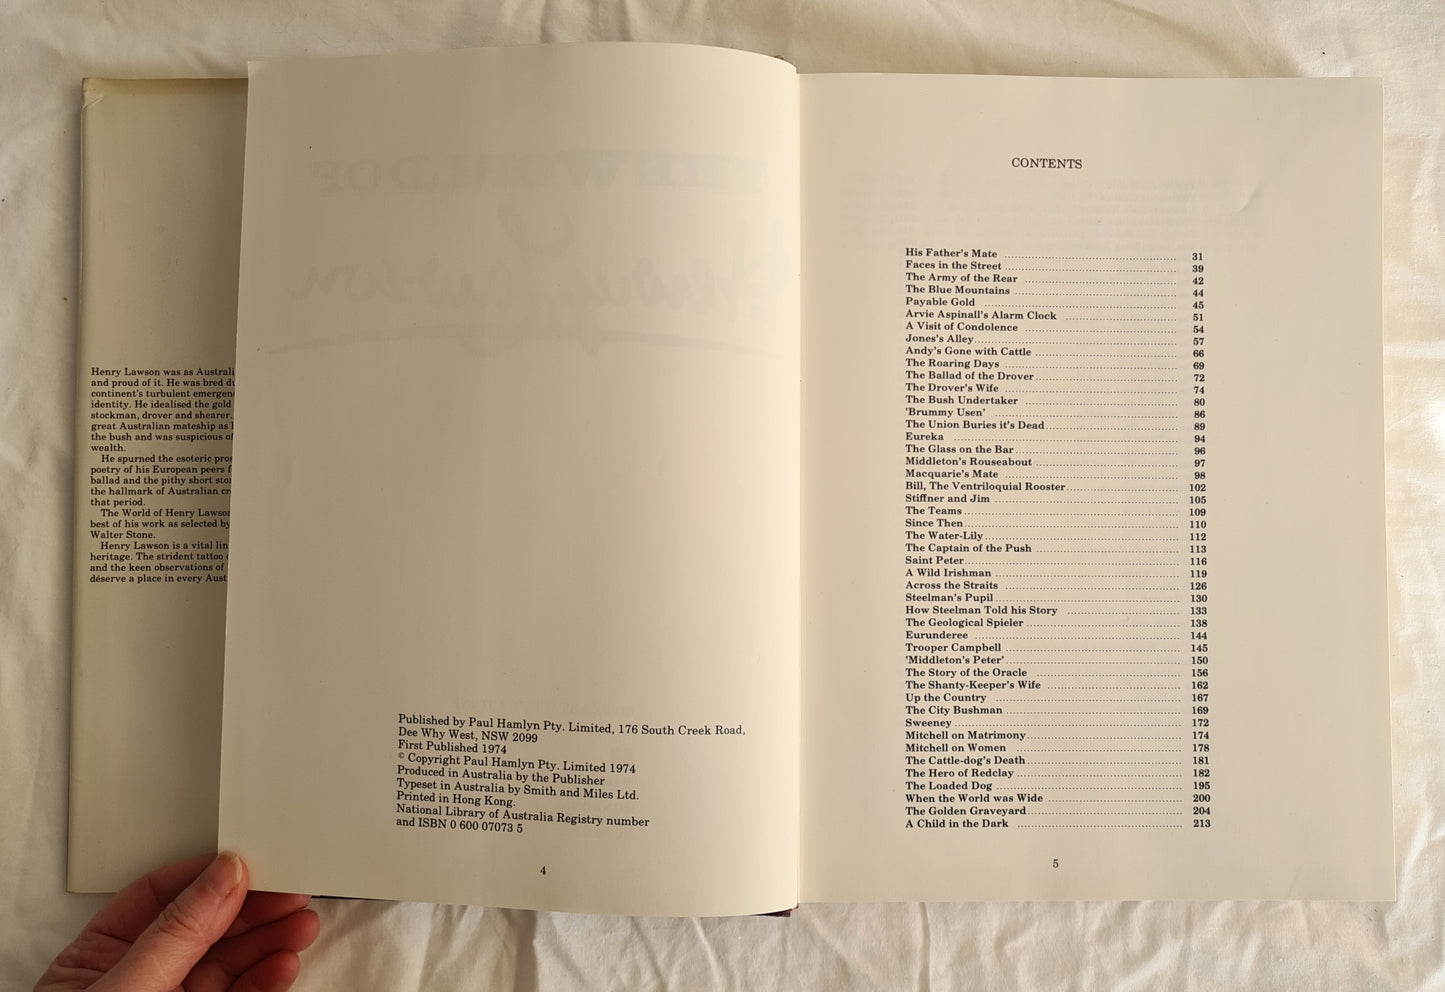 Henry Lawson was as Australi
and proud of it. He was bred du
continent's turbulent emergen
identity. He idealised the gold
stockman, drover and shearer.
great Australian mateship as
the bush and was suspicious of
wealth.
He spurned the esoteric pros
poetry of his European peers f
ballad and the pithy short sto
the hallmark of Australian cr
that period.
The World of Henry Lawson
best of his work as selected by
Walter Stone.
Henry Lawson is a vital lin
heritage. The strident tattoo
and the keen observations of
deserve a place in every Aust
THE WORLD OF
Henry Lawson
Published by Paul Hamlyn Pty. Limited, 176 South Creek Road,
Dee Why West, NSW 2099
First Published 1974
© Copyright Paul Hamlyn Pty. Limited 1974
Produced in Australia by the Publisher
Typeset in Australia by Smith and Miles Ltd.
Printed in Hong Kong.
National Library of Australia Registry number
and ISBN 0 600 07073 5
4
CONTENTS
His Father's Mate 31
Faces in the Street 39
The Army of the Rear 42
The Blue Mountains 44
Payable Gold 45
Arvie Aspinall's Alarm Clock 51
A Visit of Condolence 54
Jones's Alley 57
Andy's Gone with Cattle 66
The Roaring Days 69
The Ballad of the Drover 72
The Drover's Wife 74
The Bush Undertaker 80
'Brummy Usen' 86
The Union Buries it's Dead 89
Eureka 94
The Glass on the Bar 96
Middleton's Rouseabout 97
Macquarie's Mate 98
Bill, The Ventriloquial Rooster 102
Stiffner and Jim 105
The Teams 109
Since Then 110
The Water-Lily 112
The Captain of the Push 113
Saint Peter 116
A Wild Irishman 119
Across the Straits 126
Steelman's Pupil 130
How Steelman Told his Story 133
The Geological Spieler 138
Eurunderee 144
Trooper Campbell 145
'Middleton's Peter' 150
The Story of the Oracle 156
The Shanty-Keeper's Wife 162
Up the Country 167
The City Bushman 169
Sweeney 172
Mitchell on Matrimony 174
Mitchell on Women 178
The Cattle-dog's Death 181
The Hero of Redclay 182
The Loaded Dog 195
When the World was Wide 200
The Golden Graveyard 204
A Child in the Dark 213
5